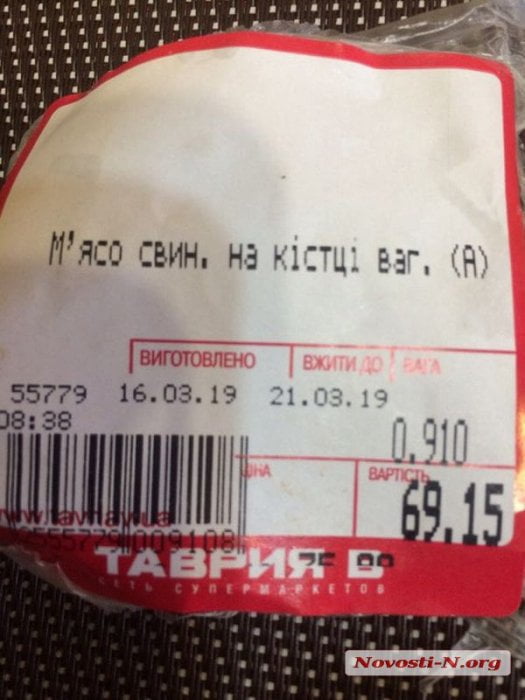 М'ясо свин. на кістці ваг. (А)
ВИГОТОВЛЕНО ВЖИТИ ДО ВАГА
55779 16.03.19 21.03.19
08:38
0.910
ЦІНА ВАРТІСТЬ
69.15
www.tavriav.ua
ТАВРИЯ В
СЕТЬ СУПЕРМАРКЕТОВ
Novosti-N.org